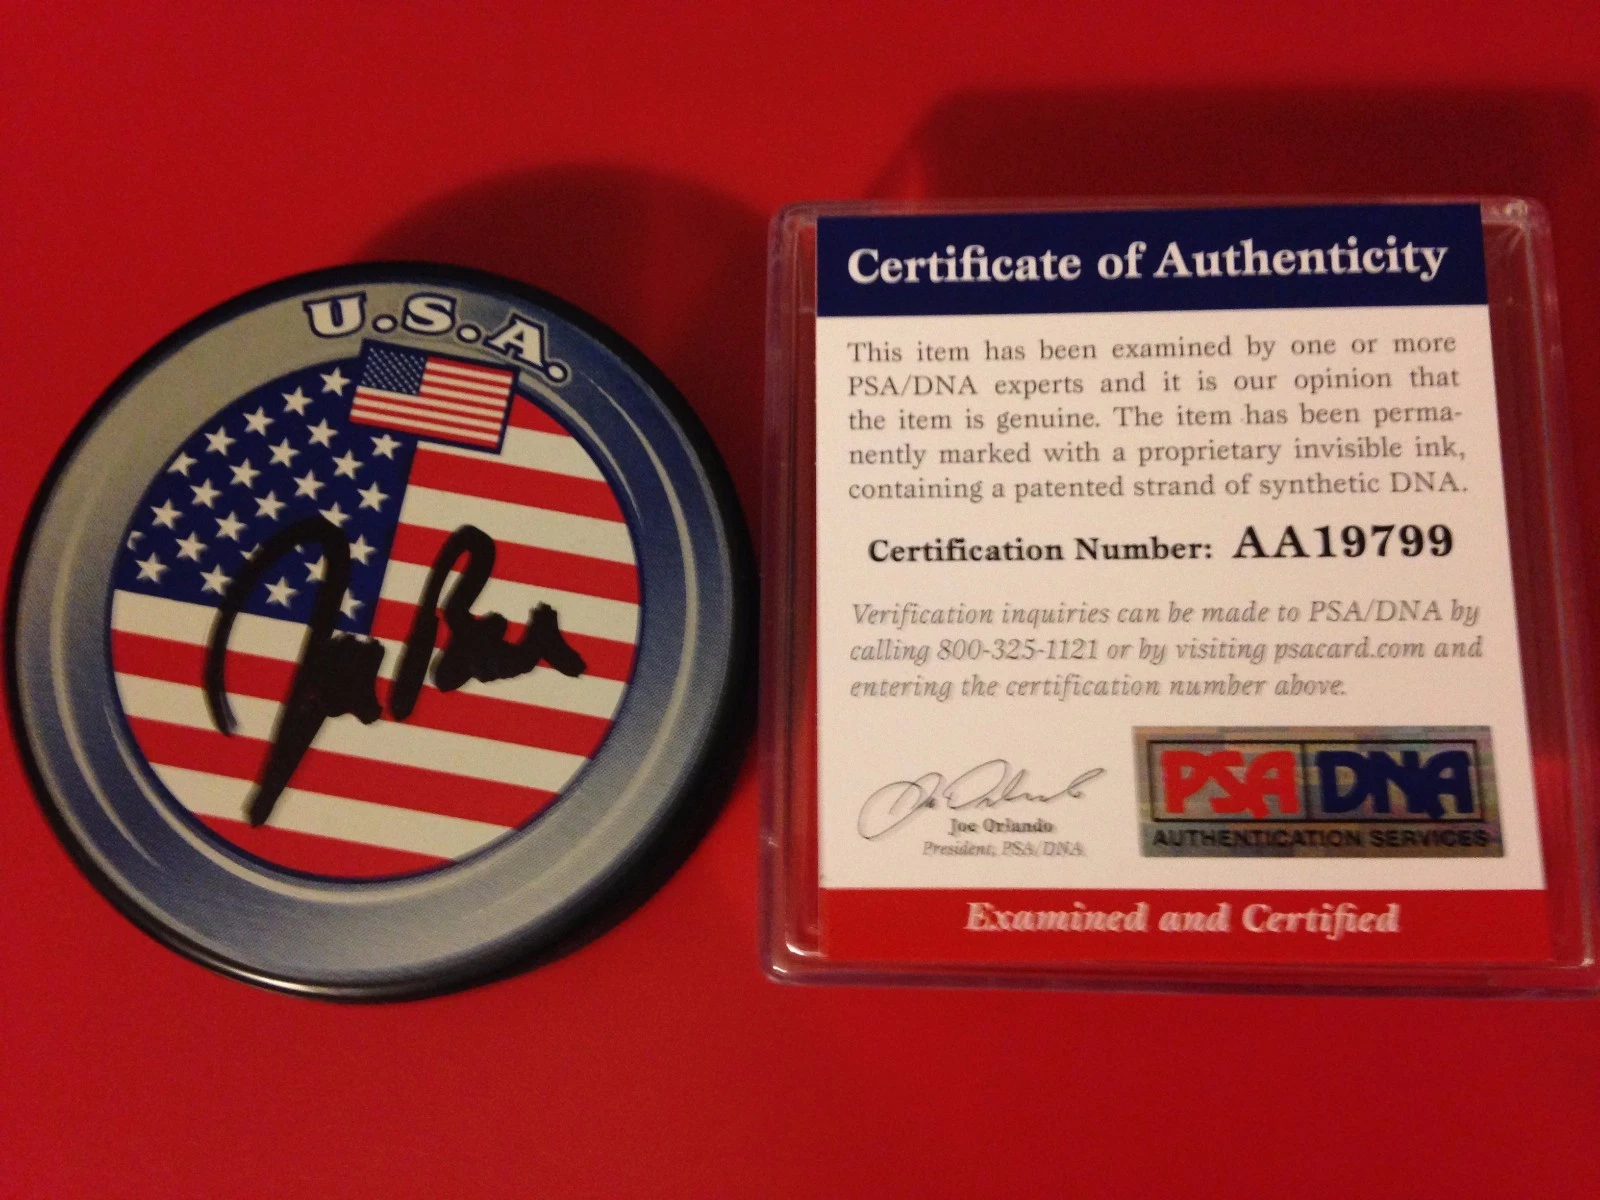 U.S.A.
Certificate of Authenticity
This item has been examined by one or more
PSA/DNA experts and it is our opinion that
the item is genuine. The item has been perma-
nently marked with a proprietary invisible ink,
containing a patented strand of synthetic DNA.
Certification Number: AA19799
Verification inquiries can be made to PSA/DNA by
calling 800-325-1121 or by visiting psacard.com and
entering the certification number above.
Joe Orlando
President, PSA/DNA
PSA DNA
AUTHENTICATION SERVICES
Examined and Certified